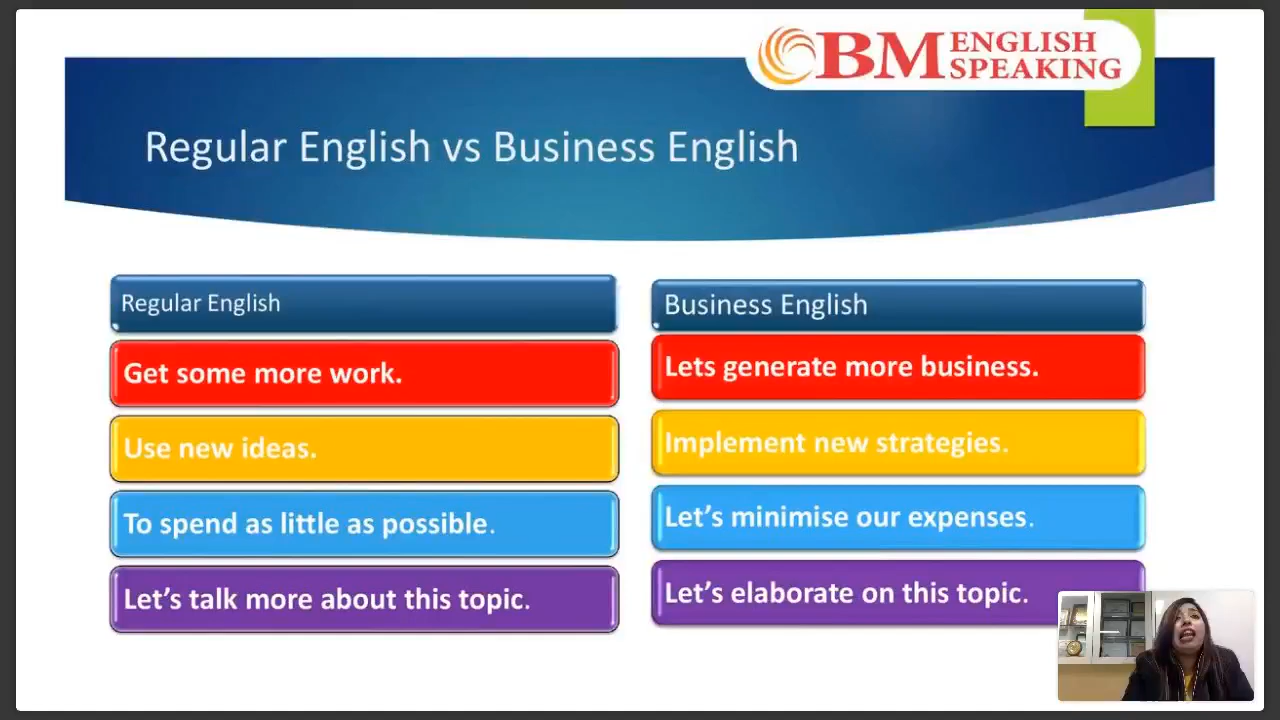 BM ENGLISH
SPEAKING
Regular English vs Business English
Regular English
Business English
Get some more work.
Lets generate more business.
Use new ideas.
Implement new strategies.
To spend as little as possible.
Let’s minimise our expenses.
Let’s talk more about this topic.
Let’s elaborate on this topic.